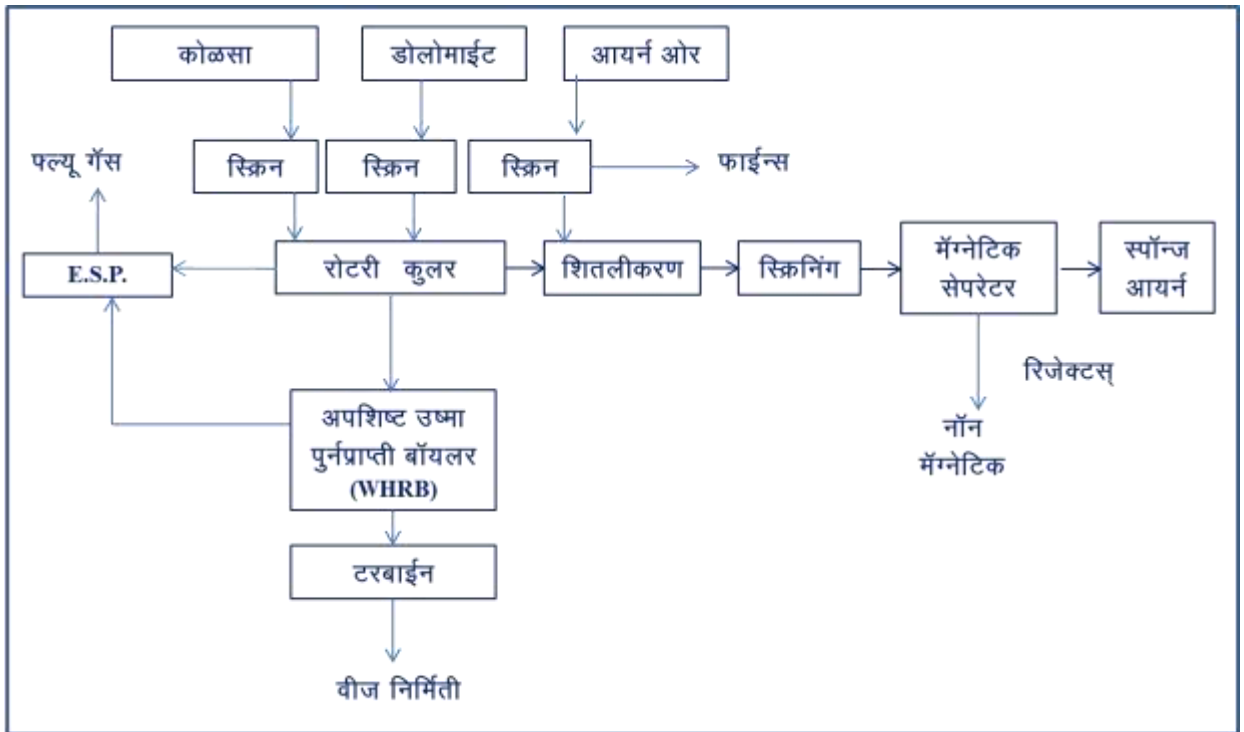 कोळसा
डोलोमाईट
आयर्न ओर
फ्ल्यू गॅस
स्क्रिन
स्क्रिन
स्क्रिन
फाईन्स
E.S.P.
रोटरी कुलर
शितलीकरण
स्क्रिनिंग
मॅग्नेटिक
सेपरेटर
स्पॉन्ज
आयर्न
रिजेक्टस्
नॉन
मॅग्नेटिक
अपशिष्ट उष्मा
पुर्नप्राप्ती बॉयलर
(WHRB)
टरबाईन
वीज निर्मिती